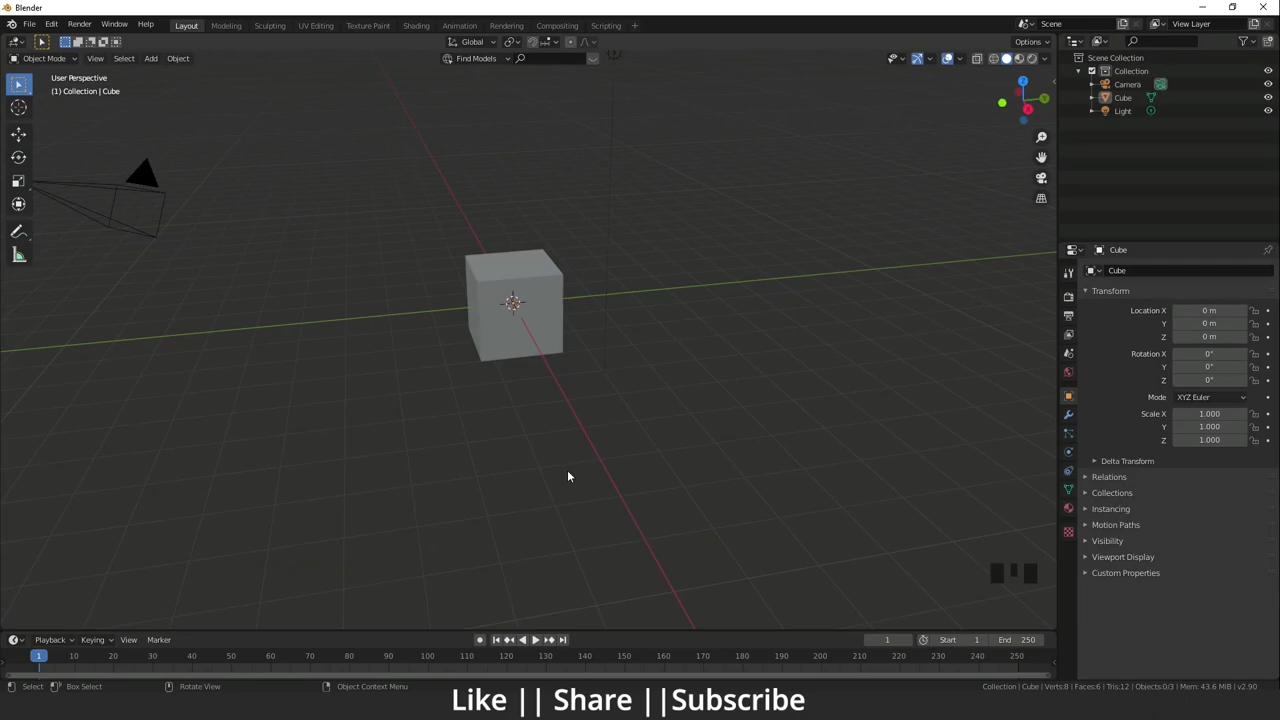 Blender
File Edit Render Window Help Layout Modeling Sculpting UV Editing Texture Paint Shading Animation Rendering Compositing Scripting + Scene View Layer
Global Options
Object Mode View Select Add Object Find Models
User Perspective
(1) Collection | Cube
Z
Y
X
Scene Collection
Collection
Camera
Cube
Light
Cube
Cube
Transform
Location X 0 m
Y 0 m
Z 0 m
Rotation X 0°
Y 0°
Z 0°
Mode XYZ Euler
Scale X 1.000
Y 1.000
Z 1.000
Delta Transform
Relations
Collections
Instancing
Motion Paths
Visibility
Viewport Display
Custom Properties
Playback Keying View Marker 1 Start 1 End 250
1 10 20 30 40 50 60 70 80 90 100 110 120 130 140 150 160 170 180 190 200 210 220 230 240 250
Select Box Select Rotate View Object Context Menu Collection | Cube | Verts:8 | Faces:6 | Tris:12 | Objects:0/3 | Mem: 43.6 MiB | v2.90
Like || Share ||Subscribe